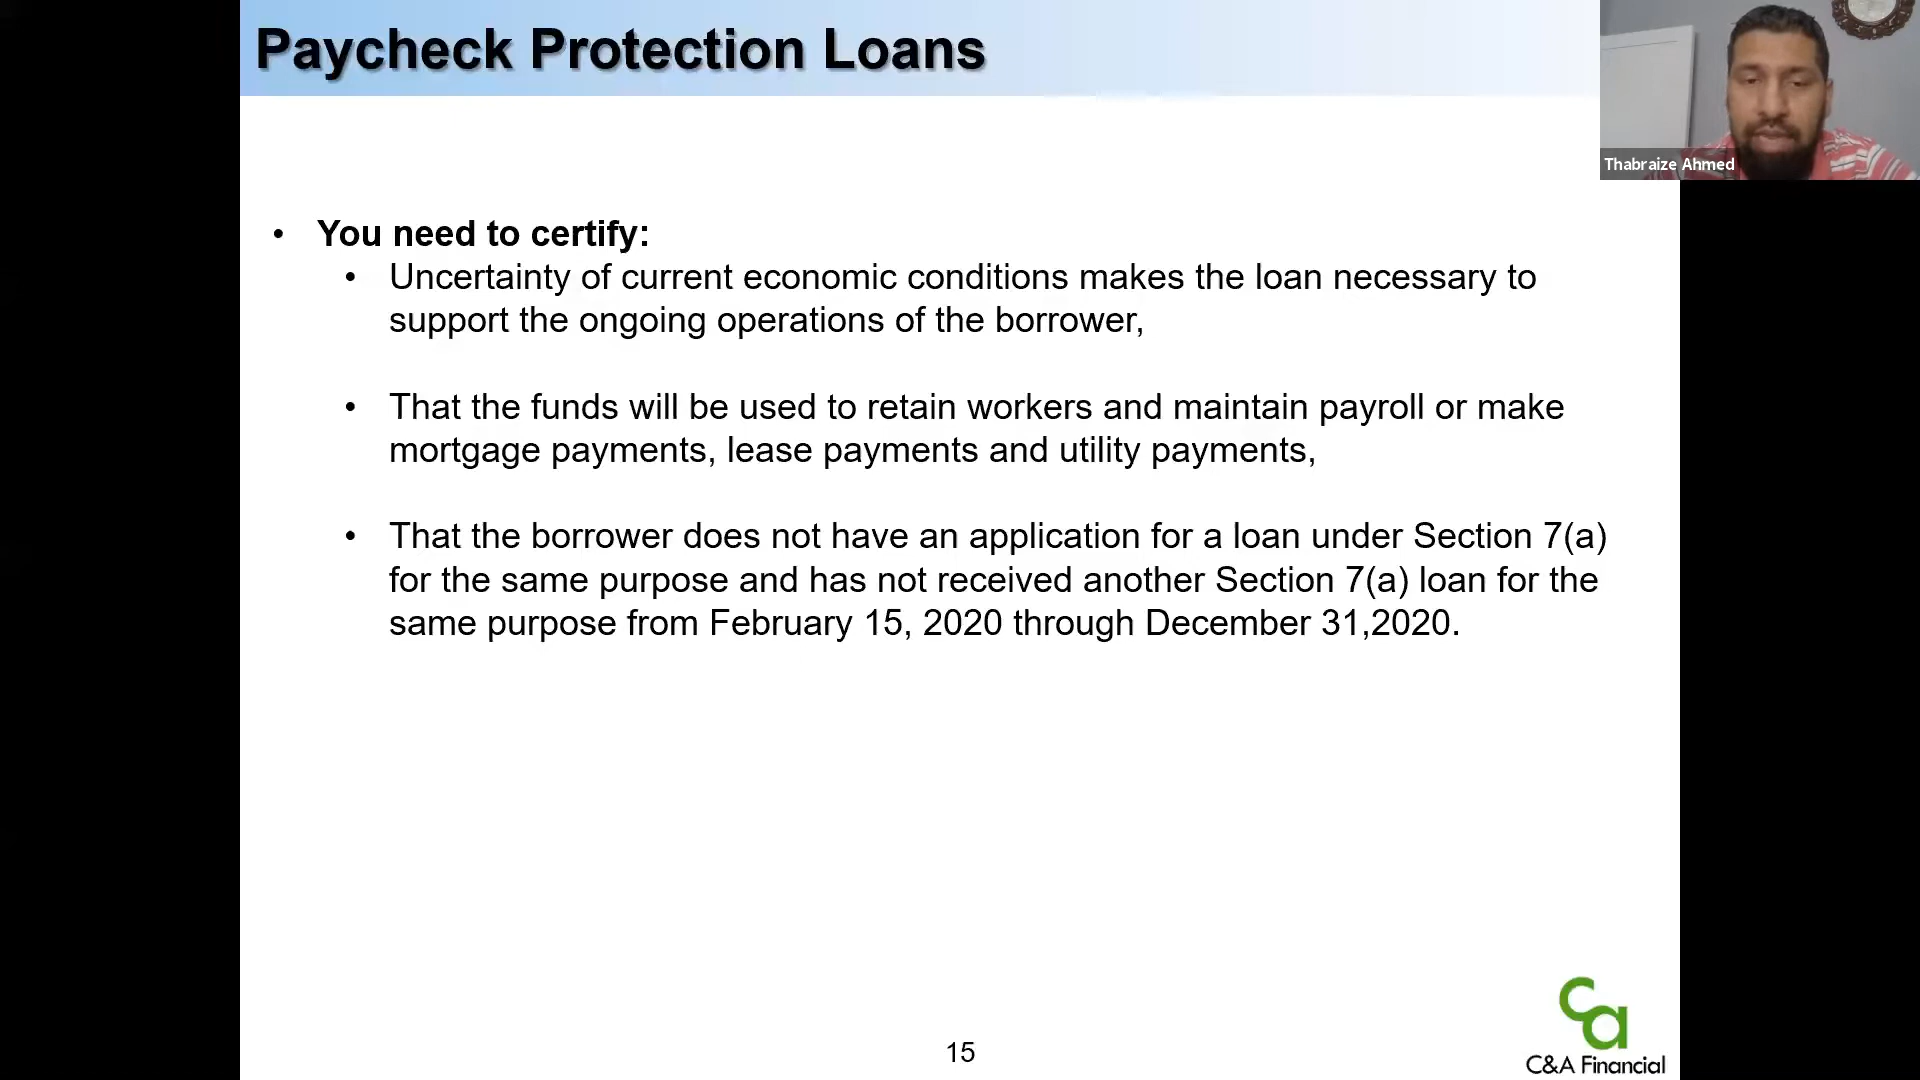 Paycheck Protection Loans
Thabraize Ahmed
• You need to certify:
• Uncertainty of current economic conditions makes the loan necessary to
support the ongoing operations of the borrower,
• That the funds will be used to retain workers and maintain payroll or make
mortgage payments, lease payments and utility payments,
• That the borrower does not have an application for a loan under Section 7(a)
for the same purpose and has not received another Section 7(a) loan for the
same purpose from February 15, 2020 through December 31,2020.
15
ca
C&A Financial